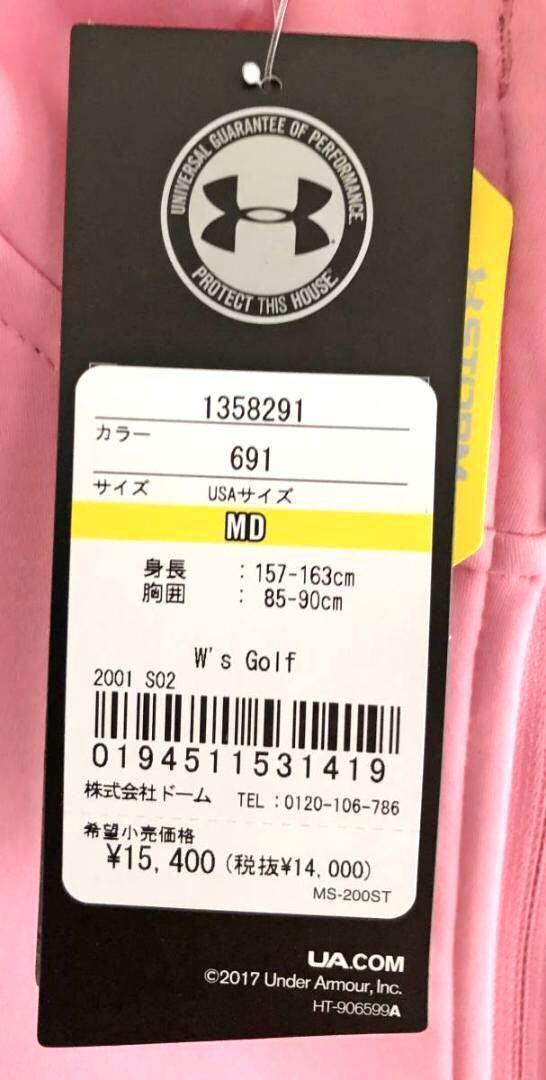 UNIVERSAL GUARANTEE OF PERFORMANCE.
PROTECT THIS HOUSE
STORM
1358291
カラー
691
サイズ USAサイズ
MD
身長 : 157-163cm
胸囲 : 85-90cm
W's Golf
2001 S02
0194511531419
株式会社ドーム TEL:0120-106-786
希望小売価格
¥15,400(税抜¥14,000)
MS-200ST
UA.COM
©2017 Under Armour, Inc.
HT-906599A